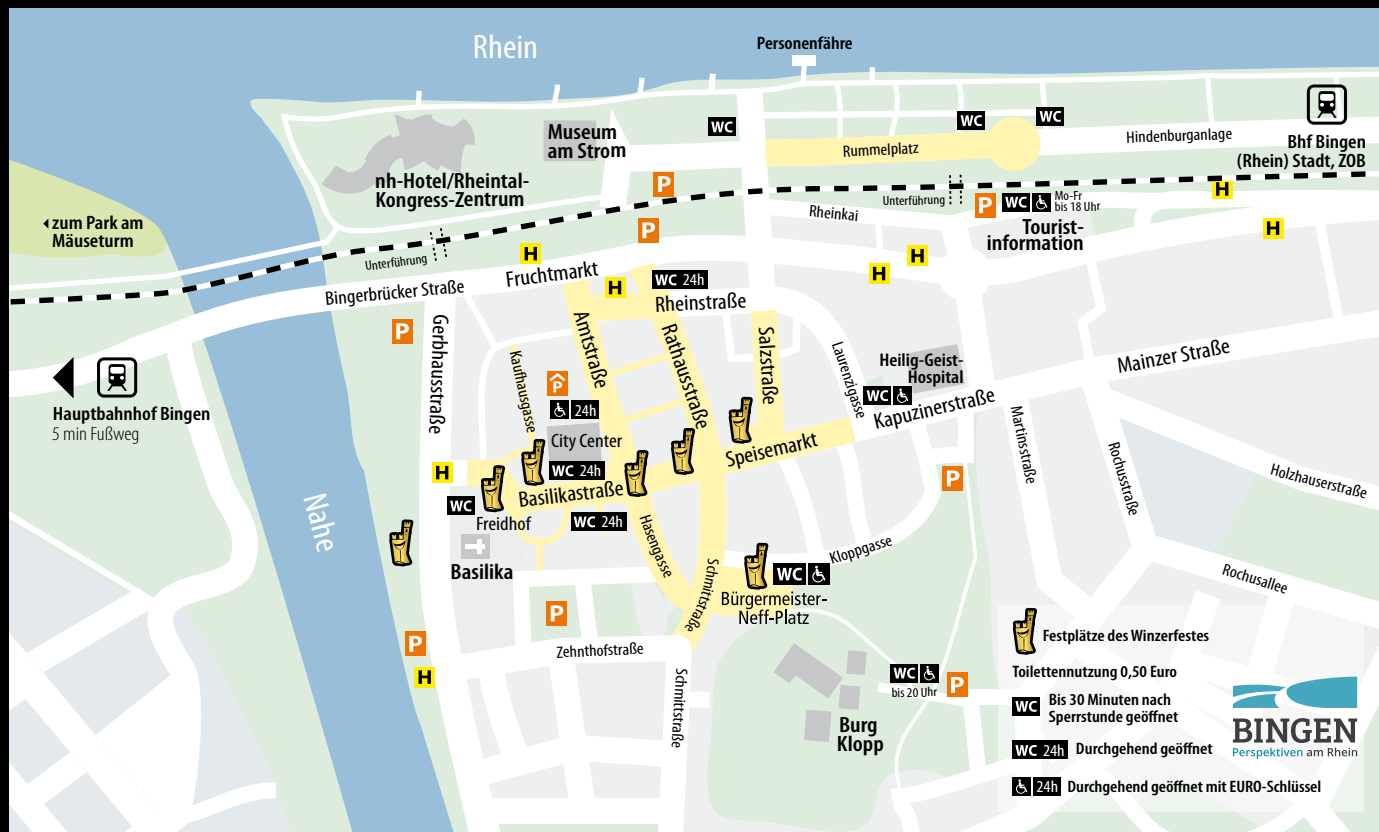 Rhein
Personenfähre
WC
WC
WC
Museum
am Strom
Rummelplatz
Hindenburganlage
Bhf Bingen
(Rhein) Stadt, ZOB
nh-Hotel/Rheintal-
Kongress-Zentrum
P
H
zum Park am
Mäuseturm
Unterführung
P
WC
Mo-Fr
bis 18 Uhr
Rheinkai
Tourist-
information
P
H
H
Unterführung
H
H
Fruchtmarkt
WC 24h
H
Bingerbrücker Straße
Rheinstraße
P
Gerbhausstraße
Amtstraße
Rathausstraße
Salzstraße
Laurenzigasse
Kaufhausgasse
Heilig-Geist-
Hospital
Mainzer Straße
P
24h
WC
Kapuzinerstraße
Hauptbahnhof Bingen
5 min Fußweg
City Center
WC 24h
Speisemarkt
Martinsstraße
Rochusstraße
Holzhauserstraße
H
Basilikastraße
P
WC
Freidhof
WC 24h
Hasengasse
Nahe
Basilika
Kloppgasse
Schmittstraße
WC
Bürgermeister-
Neff-Platz
Rochusallee
P
P
Zehnthofstraße
H
Schmittstraße
WC
bis 20 Uhr
P
Burg
Klopp
Festplätze des Winzerfestes
Toilettennutzung 0,50 Euro
WC Bis 30 Minuten nach
Sperrstunde geöffnet
WC 24h Durchgehend geöffnet
24h Durchgehend geöffnet mit EURO-Schlüssel
BINGEN
Perspektiven am Rhein